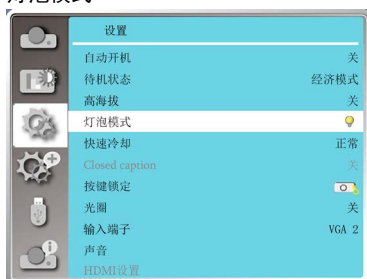 灯泡模式
设置
自动开机 关
待机状态 经济模式
高海拔 关
灯泡模式
快速冷却 正常
Closed caption 关
按键锁定
光圈 关
输入端子 VGA 2
声音
HDMI设置